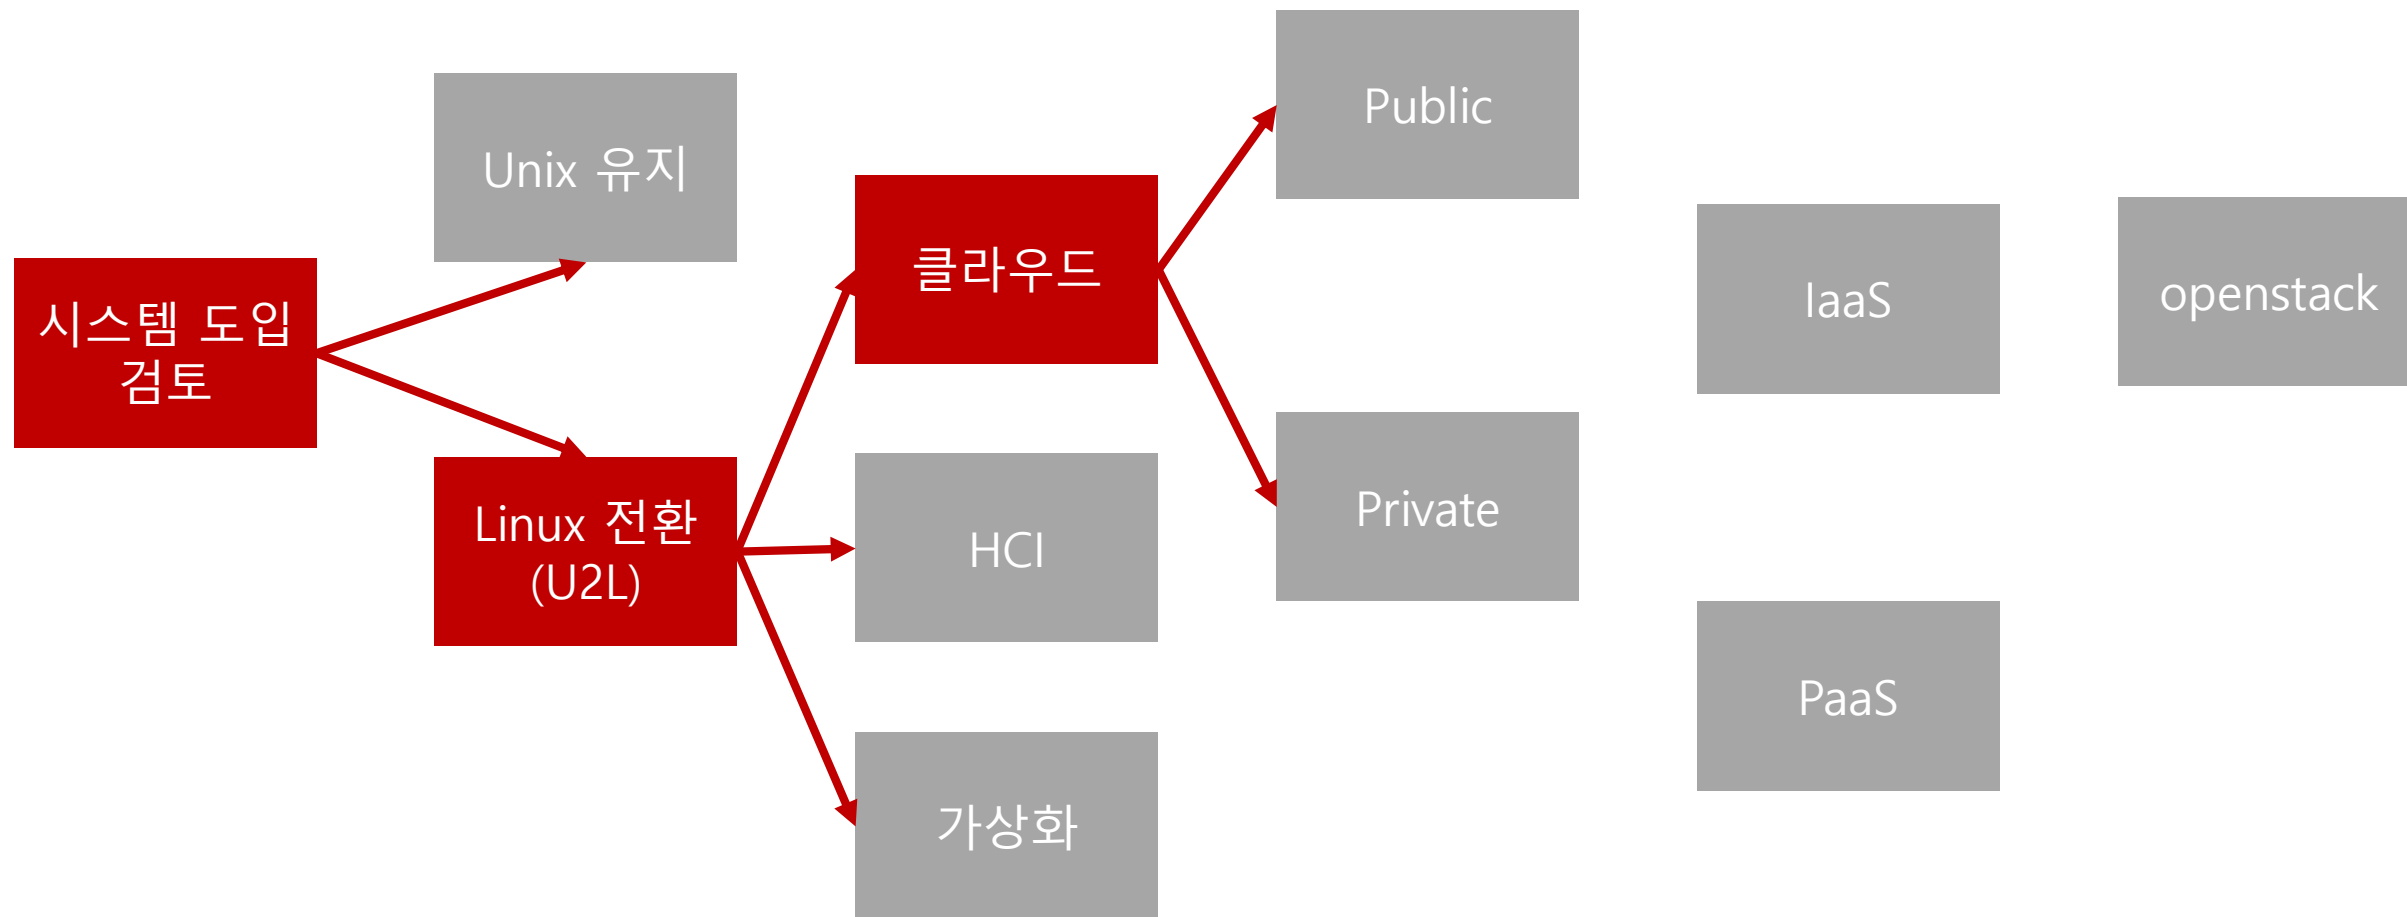 시스템 도입
검토
Unix 유지
Linux 전환
(U2L)
클라우드
HCI
가상화
Public
Private
IaaS
PaaS
openstack